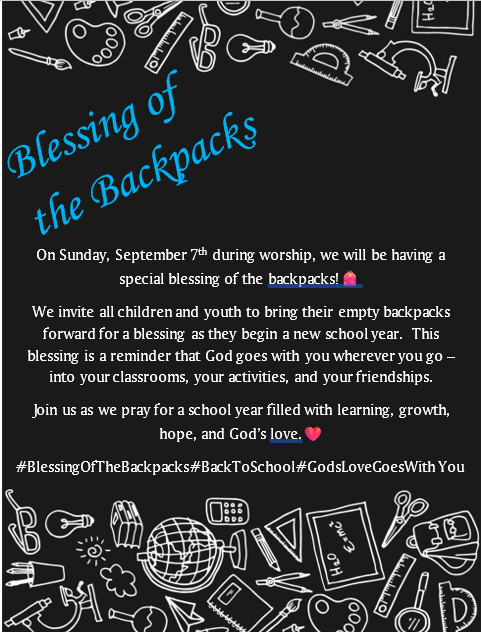 Blessing of
the Backpacks
On Sunday, September 7th during worship, we will be having a
special blessing of the backpacks!
We invite all children and youth to bring their empty backpacks
forward for a blessing as they begin a new school year.  This
blessing is a reminder that God goes with you wherever you go –
into your classrooms, your activities, and your friendships.
Join us as we pray for a school year filled with learning, growth,
hope, and God's love.
#BlessingOfTheBackpacks#BackToSchool#GodsLoveGoesWith You
H₂O
E=mc²